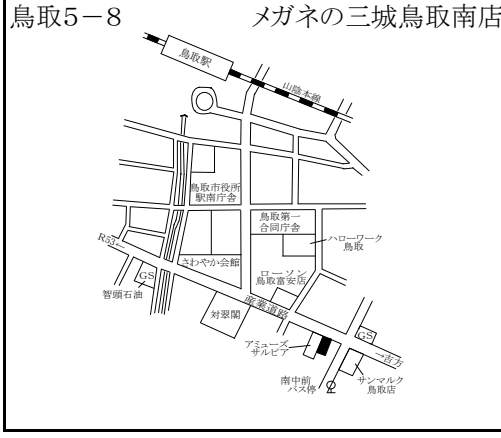 鳥取5－8
メガネの三城鳥取南店
鳥取駅
山陰本線
鳥取市役所
駅南庁舎
鳥取第一
合同庁舎
ハローワーク
鳥取
R53←
さわやか会館
GS
智頭石油
ローソン
鳥取富安店
対翠閣
産業道路
アミューズ
サルビア
GS
→吉方
南中前
バス停
サンマルク
鳥取店